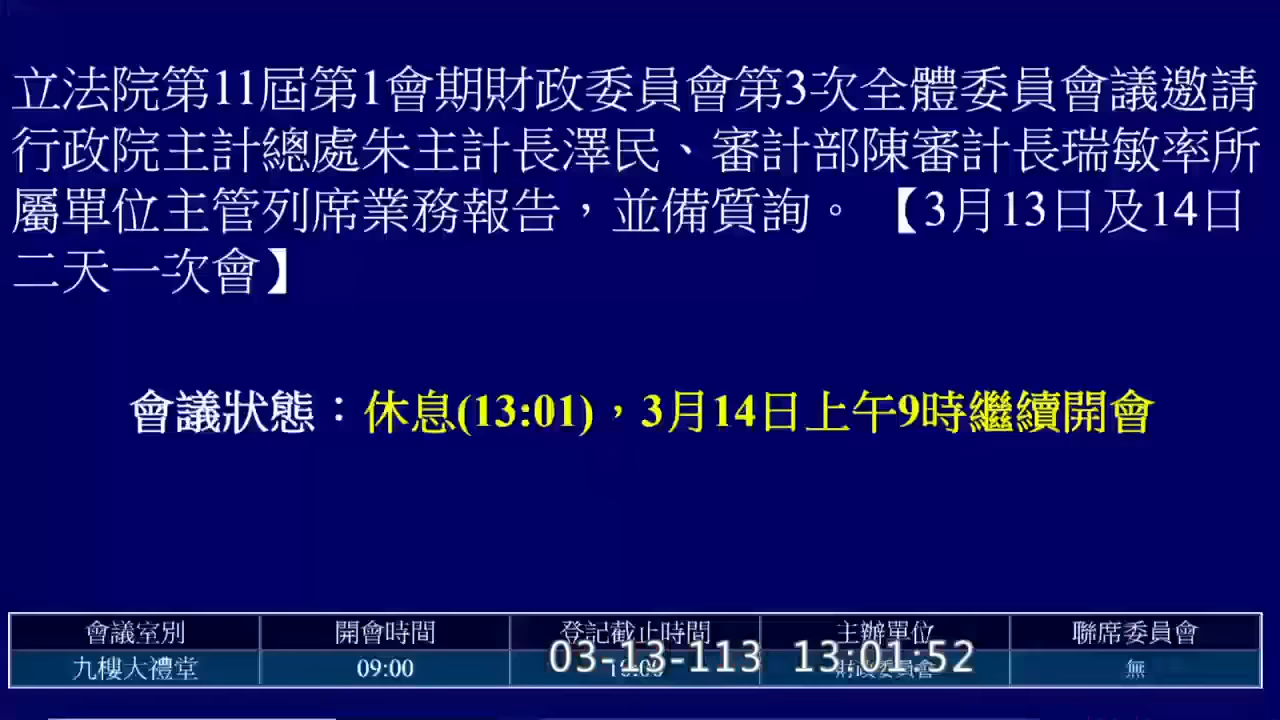 立法院第11屆第1會期財政委員會第3次全體委員會議邀請
行政院主計總處朱主計長澤民、審計部陳審計長瑞敏率所
屬單位主管列席業務報告，並備質詢。【3月13日及14日
二天一次會】
會議狀態：休息(13:01)，3月14日上午9時繼續開會
會議室別 開會時間 登記截止時間 主辦單位 聯席委員會
九樓大禮堂 09:00 財政委員會 無
03-13-113 13:01:52